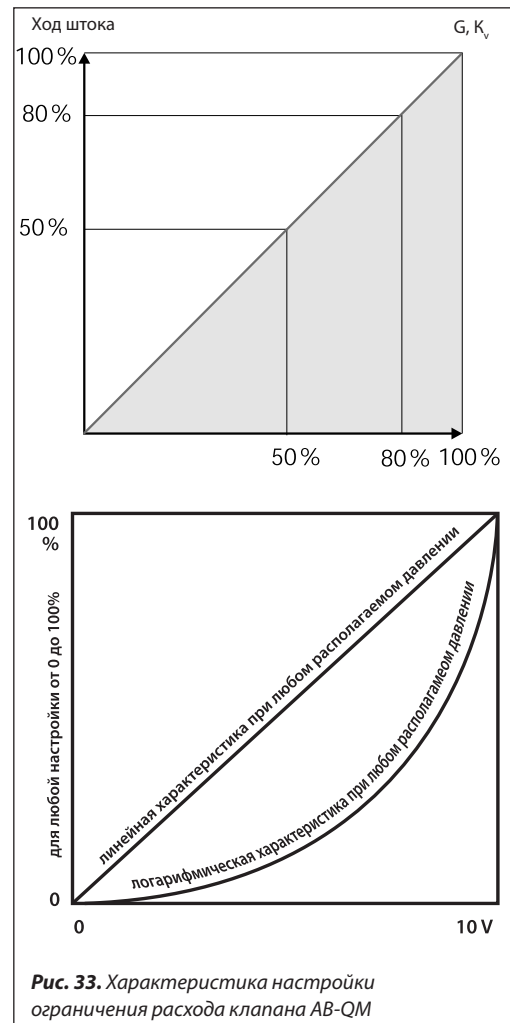 Ход штока
G, Kv
100 %
80 %
50 %
50 % 80 % 100 %
100
%
для любой настройки от 0 до 100%
линейная характеристика при любом располагаемом давлении
логарифмическая характеристика при любом располагамеом давлении
0
0 10 V
Рис. 33. Характеристика настройки
ограничения расхода клапана AB-QM